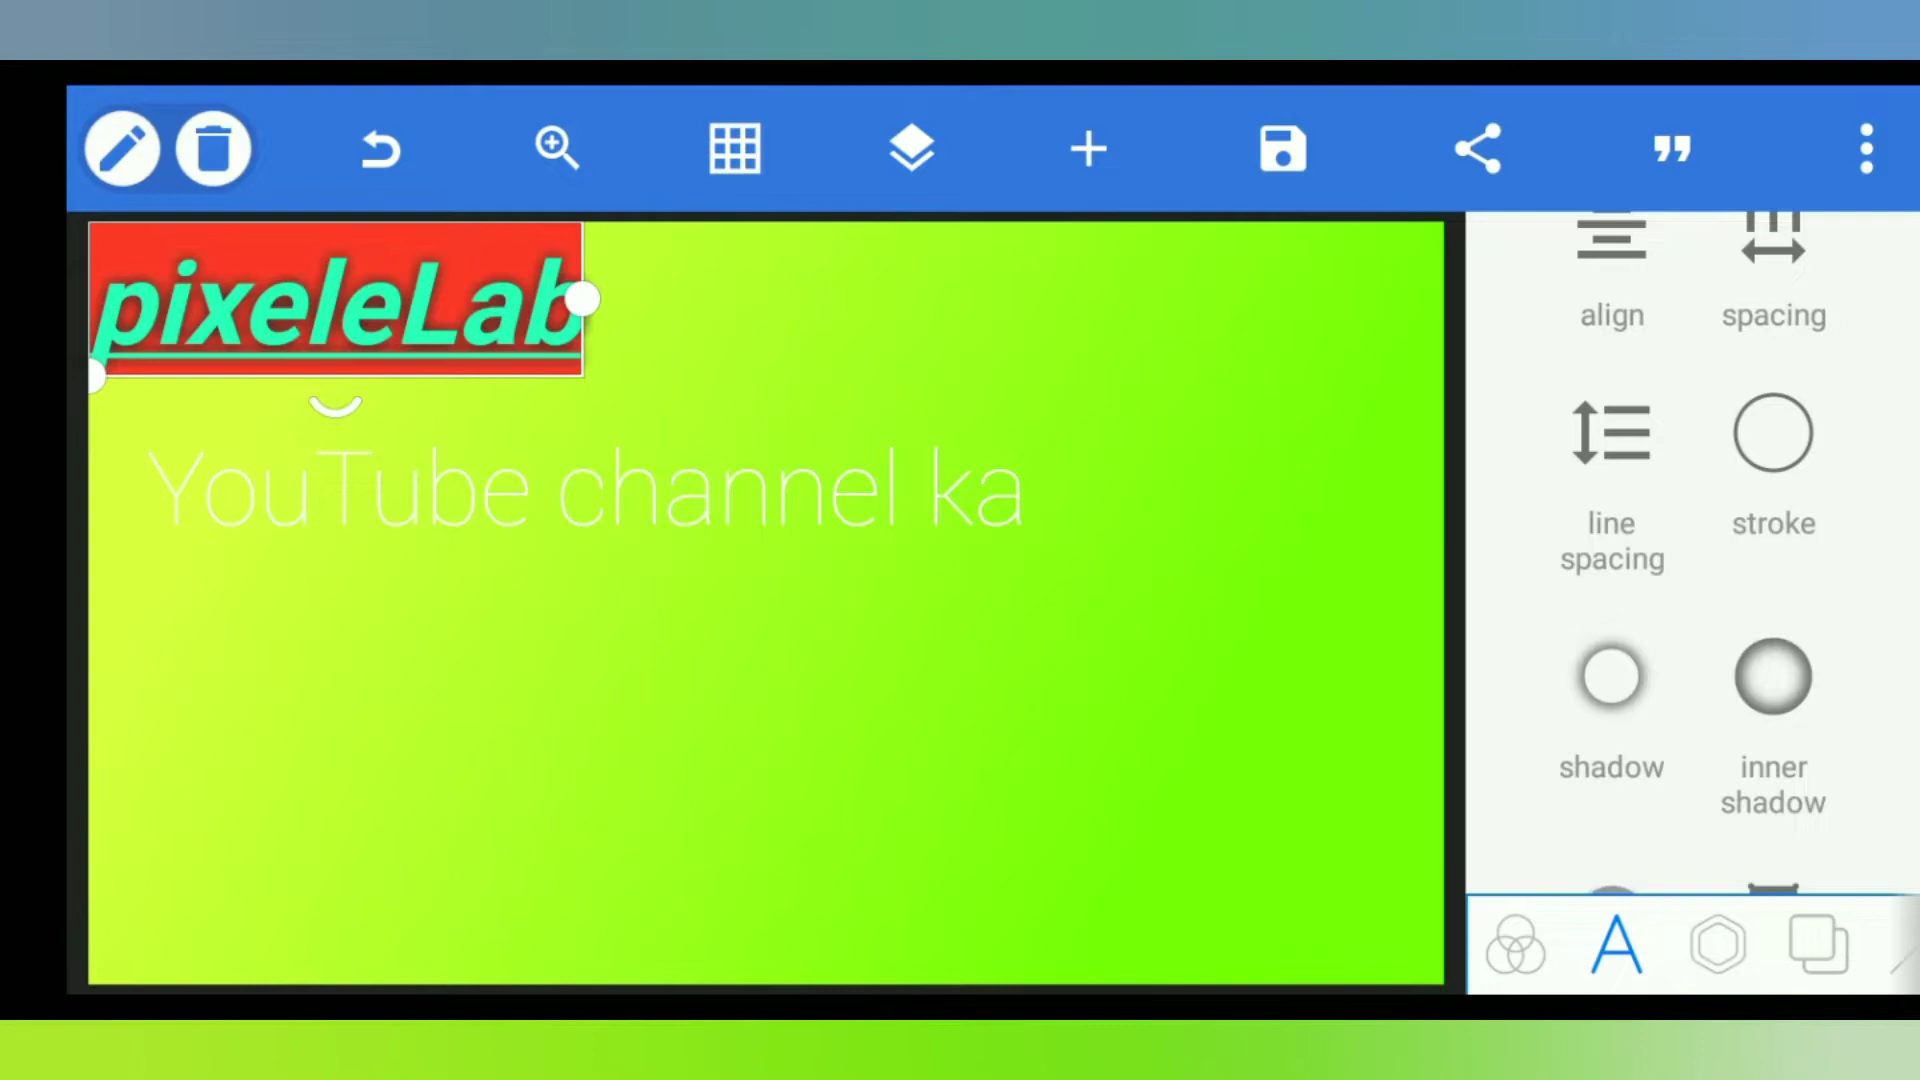 pixeleLab
YouTube channel ka
align
spacing
line
spacing
stroke
shadow
inner
shadow